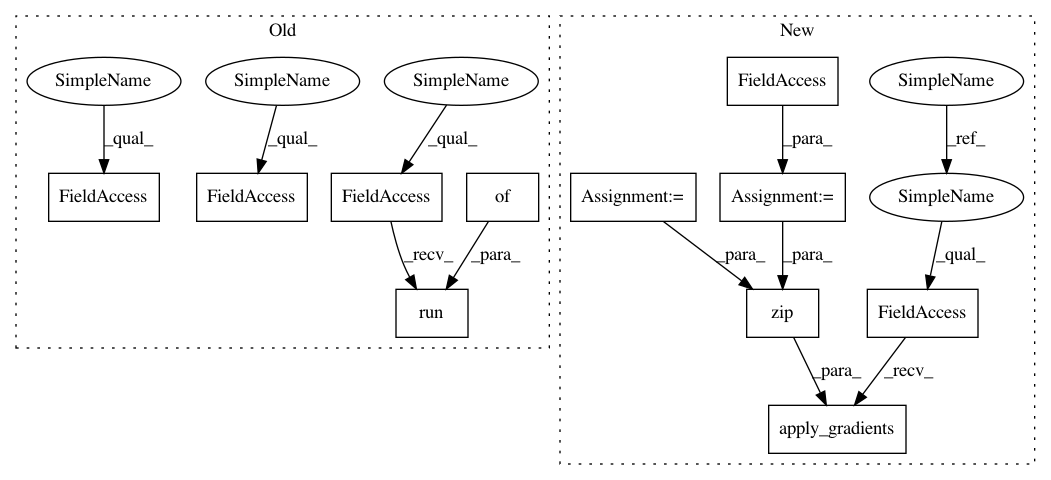 Old
New
SimpleName
SimpleName
SimpleName
FieldAccess
SimpleName
_qual_
_qual_
_qual_
_para_
_ref_
FieldAccess
FieldAccess
FieldAccess
of
Assignment:=
Assignment:=
SimpleName
_recv_
_para_
_para_
_para_
_qual_
run
zip
FieldAccess
_para_
_recv_
apply_gradients